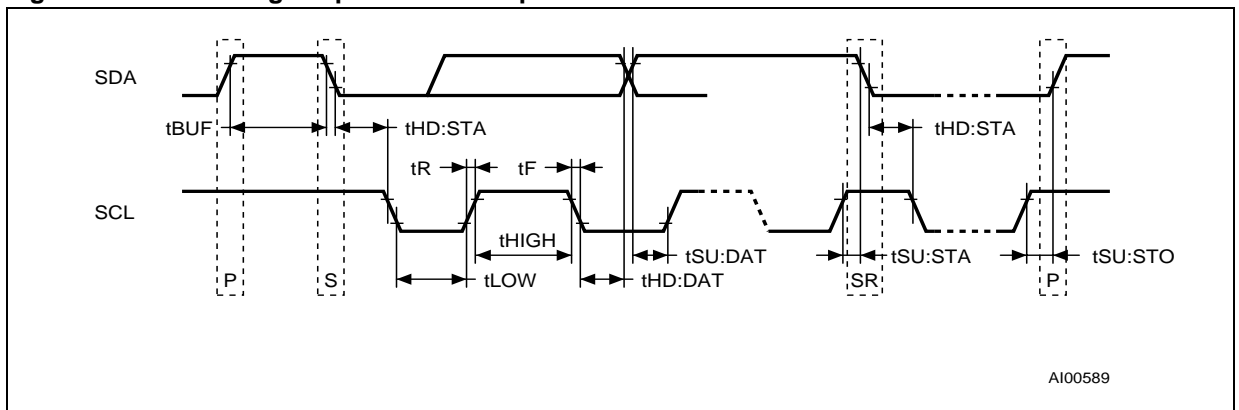 SDA
tBUF
tHD:STA
tHD:STA
tR
tF
SCL
tHIGH
tSU:DAT
tSU:STA
tSU:STO
P
S
tLOW
tHD:DAT
SR
P
AI00589